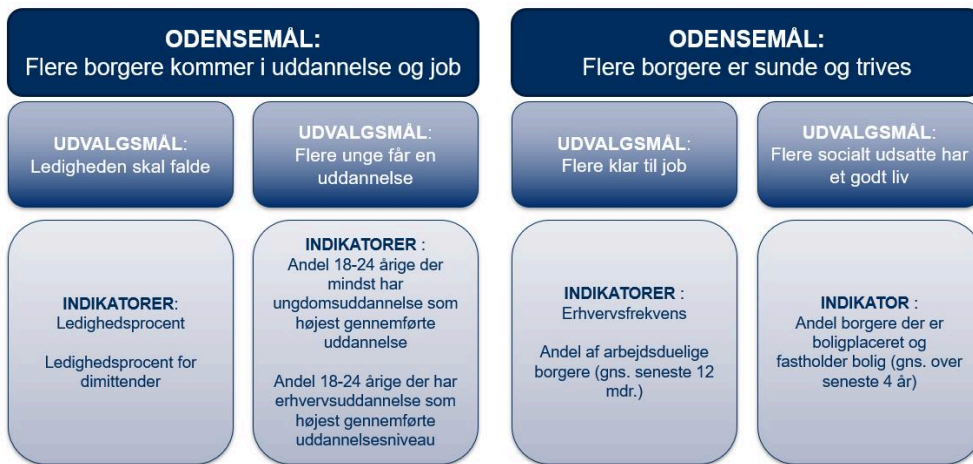 ODENSEMÅL:
Flere borgere kommer i uddannelse og job
UDVALGSMÅL:
Ledigheden skal falde
UDVALGSMÅL:
Flere unge får en
uddannelse
INDIKATORER:
Ledighedsprocent
Ledighedsprocent for
dimittender
INDIKATORER :
Andel 18-24 årige der
mindst har
ungdomsuddannelse som
højest gennemførte
uddannelse
Andel 18-24 årige der har
erhvervsuddannelse som
højest gennemførte
uddannelsesniveau
ODENSEMÅL:
Flere borgere er sunde og trives
UDVALGSMÅL:
Flere klar til job
UDVALGSMÅL:
Flere socialt udsatte har
et godt liv
INDIKATORER :
Erhvervsfrekvens
Andel af arbejdsduelige
borgere (gns. seneste 12
mdr.)
INDIKATOR :
Andel borgere der er
boligplaceret og
fastholder bolig (gns. over
seneste 4 år)